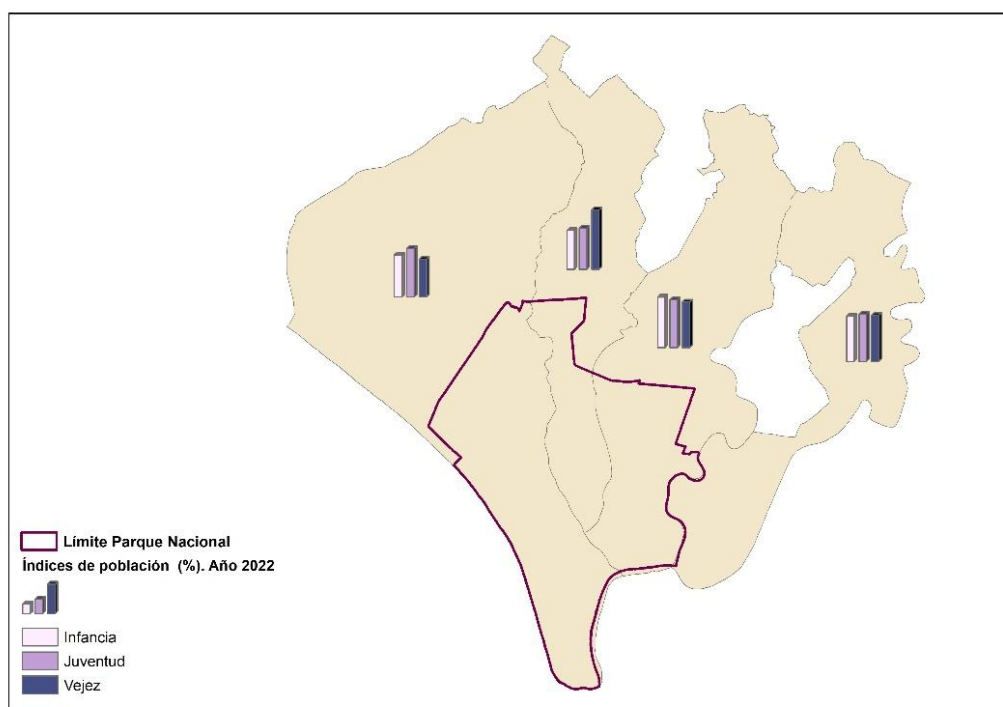 Límite Parque Nacional
Índices de población (%). Año 2022
Infancia
Juventud
Vejez